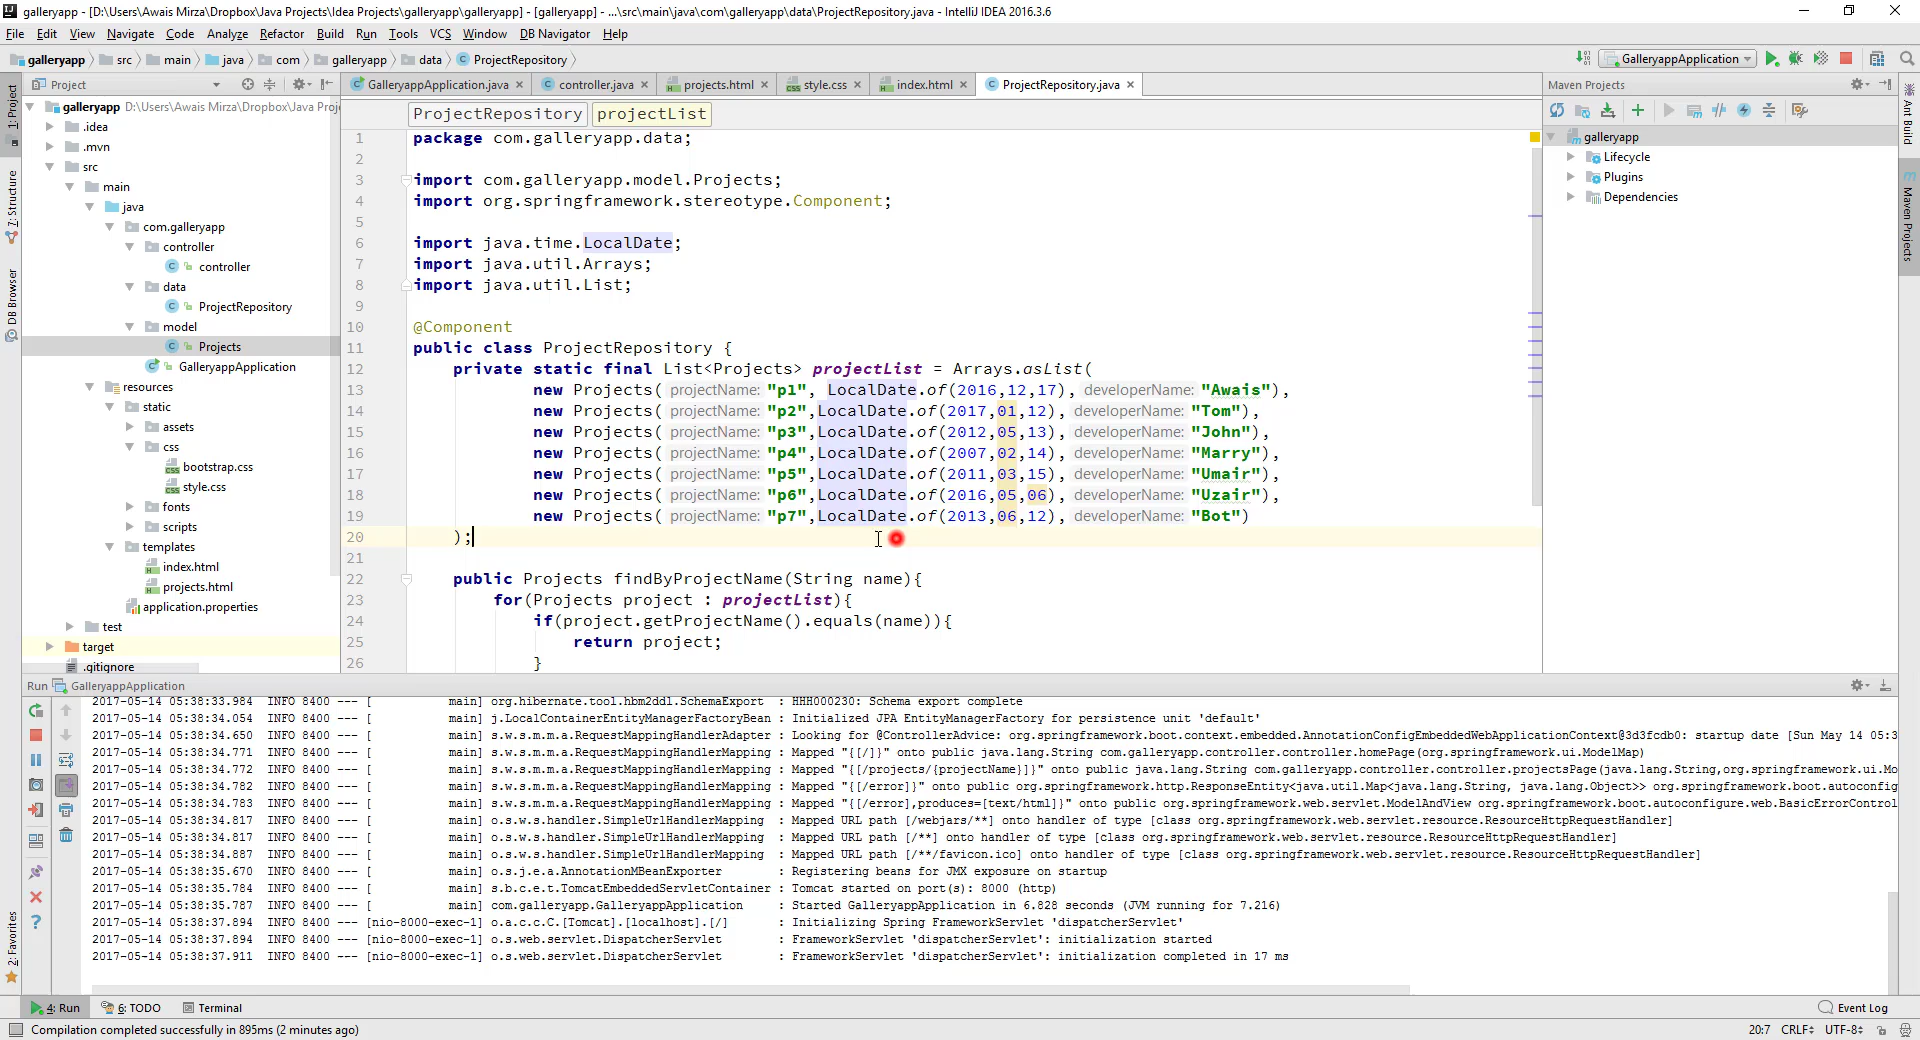 galleryapp - [D:\Users\Awais Mirza\Dropbox\Java Projects\Idea Projects\galleryapp\galleryapp] - [galleryapp] - ...\src\main\java\com\galleryapp\data\ProjectRepository.java - IntelliJ IDEA 2016.3.6
File Edit View Navigate Code Analyze Refactor Build Run Tools VCS Window DB Navigator Help
galleryapp src main java com galleryapp data ProjectRepository GalleryappApplication
Project GalleryappApplication.java controller.java projects.html style.css index.html ProjectRepository.java Maven Projects
1: Project
7: Structure
DB Browser
2: Favorites
galleryapp D:\Users\Awais Mirza\Dropbox\Java Proj
.idea
.mvn
src
main
java
com.galleryapp
controller
controller
data
ProjectRepository
model
Projects
GalleryappApplication
resources
static
assets
css
bootstrap.css
style.css
fonts
scripts
templates
index.html
projects.html
application.properties
test
target
.gitignore
ProjectRepository projectList
1 package com.galleryapp.data;
2
3 import com.galleryapp.model.Projects;
4 import org.springframework.stereotype.Component;
5
6 import java.time.LocalDate;
7 import java.util.Arrays;
8 import java.util.List;
9
10 @Component
11 public class ProjectRepository {
12 private static final List<Projects> projectList = Arrays.asList(
13 new Projects( projectName: "p1", LocalDate.of(2016,12,17), developerName: "Awais"),
14 new Projects( projectName: "p2",LocalDate.of(2017,01,12), developerName: "Tom"),
15 new Projects( projectName: "p3",LocalDate.of(2012,05,13), developerName: "John"),
16 new Projects( projectName: "p4",LocalDate.of(2007,02,14), developerName: "Marry"),
17 new Projects( projectName: "p5",LocalDate.of(2011,03,15), developerName: "Umair"),
18 new Projects( projectName: "p6",LocalDate.of(2016,05,06), developerName: "Uzair"),
19 new Projects( projectName: "p7",LocalDate.of(2013,06,12), developerName: "Bot")
20 );
21
22 public Projects findByProjectName(String name){
23 for(Projects project : projectList){
24 if(project.getProjectName().equals(name)){
25 return project;
26 }
galleryapp
Lifecycle
Plugins
Dependencies
Ant Build
Maven Projects
Run GalleryappApplication
2017-05-14 05:38:33.984 INFO 8400 --- [ main] org.hibernate.tool.hbm2ddl.SchemaExport : HHH000230: Schema export complete
2017-05-14 05:38:34.054 INFO 8400 --- [ main] j.LocalContainerEntityManagerFactoryBean : Initialized JPA EntityManagerFactory for persistence unit 'default'
2017-05-14 05:38:34.650 INFO 8400 --- [ main] s.w.s.m.m.a.RequestMappingHandlerAdapter : Looking for @ControllerAdvice: org.springframework.boot.context.embedded.AnnotationConfigEmbeddedWebApplicationContext@3d3fcdb0: startup date [Sun May 14 05:3
2017-05-14 05:38:34.771 INFO 8400 --- [ main] s.w.s.m.m.a.RequestMappingHandlerMapping : Mapped "{[/]}" onto public java.lang.String com.galleryapp.controller.controller.homePage(org.springframework.ui.ModelMap)
2017-05-14 05:38:34.772 INFO 8400 --- [ main] s.w.s.m.m.a.RequestMappingHandlerMapping : Mapped "{[/projects/{projectName}]}" onto public java.lang.String com.galleryapp.controller.controller.projectsPage(java.lang.String,org.springframework.ui.Mo
2017-05-14 05:38:34.782 INFO 8400 --- [ main] s.w.s.m.m.a.RequestMappingHandlerMapping : Mapped "{[/error]}" onto public org.springframework.http.ResponseEntity<java.util.Map<java.lang.String, java.lang.Object>> org.springframework.boot.autoconfig
2017-05-14 05:38:34.783 INFO 8400 --- [ main] s.w.s.m.m.a.RequestMappingHandlerMapping : Mapped "{[/error],produces=[text/html]}" onto public org.springframework.web.servlet.ModelAndView org.springframework.boot.autoconfigure.web.BasicErrorControl
2017-05-14 05:38:34.817 INFO 8400 --- [ main] o.s.w.s.handler.SimpleUrlHandlerMapping : Mapped URL path [/webjars/**] onto handler of type [class org.springframework.web.servlet.resource.ResourceHttpRequestHandler]
2017-05-14 05:38:34.817 INFO 8400 --- [ main] o.s.w.s.handler.SimpleUrlHandlerMapping : Mapped URL path [/**] onto handler of type [class org.springframework.web.servlet.resource.ResourceHttpRequestHandler]
2017-05-14 05:38:34.887 INFO 8400 --- [ main] o.s.w.s.handler.SimpleUrlHandlerMapping : Mapped URL path [/**/favicon.ico] onto handler of type [class org.springframework.web.servlet.resource.ResourceHttpRequestHandler]
2017-05-14 05:38:35.670 INFO 8400 --- [ main] o.s.j.e.a.AnnotationMBeanExporter : Registering beans for JMX exposure on startup
2017-05-14 05:38:35.784 INFO 8400 --- [ main] s.b.c.e.t.TomcatEmbeddedServletContainer : Tomcat started on port(s): 8000 (http)
2017-05-14 05:38:35.787 INFO 8400 --- [ main] com.galleryapp.GalleryappApplication : Started GalleryappApplication in 6.828 seconds (JVM running for 7.216)
2017-05-14 05:38:37.894 INFO 8400 --- [nio-8000-exec-1] o.a.c.c.C.[Tomcat].[localhost].[/] : Initializing Spring FrameworkServlet 'dispatcherServlet'
2017-05-14 05:38:37.894 INFO 8400 --- [nio-8000-exec-1] o.s.web.servlet.DispatcherServlet : FrameworkServlet 'dispatcherServlet': initialization started
2017-05-14 05:38:37.911 INFO 8400 --- [nio-8000-exec-1] o.s.web.servlet.DispatcherServlet : FrameworkServlet 'dispatcherServlet': initialization completed in 17 ms
4: Run 6: TODO Terminal Event Log
Compilation completed successfully in 895ms (2 minutes ago) 20:7 CRLF UTF-8